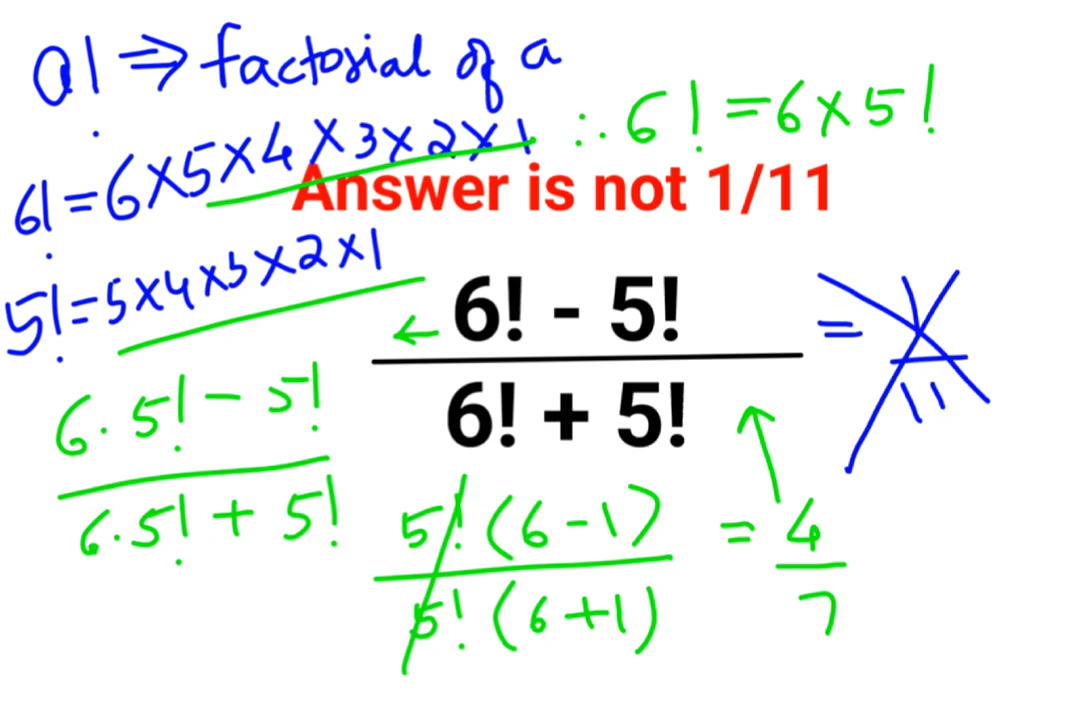 a! ⇒ factorial of a
6! = 6×5×4×3×2×1 ∴ 6! = 6×5!
Answer is not 1/11
5! = 5×4×3×2×1
6! - 5!
6! + 5!
= 1/11
6·5! - 5!
6·5! + 5!
5!(6-1)
5!(6+1)
= 4/7